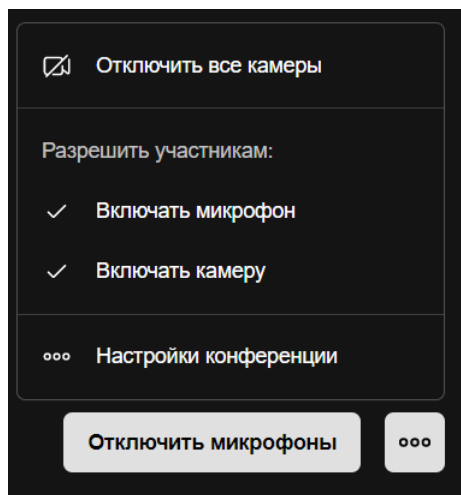 Отключить все камеры
Разрешить участникам:
Включать микрофон
Включать камеру
Настройки конференции
Отключить микрофоны